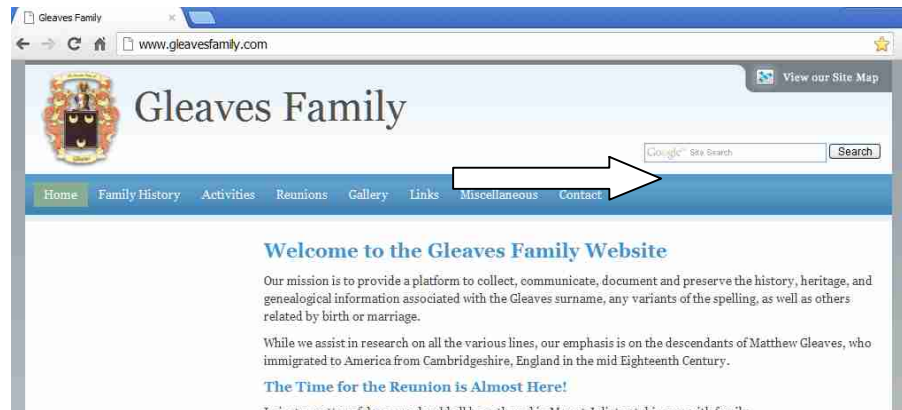 Gleaves Family
www.gleavesfamily.com
View our Site Map
Gleaves Family
Google Site Search
Search
Home Family History Activities Reunions Gallery Links Miscellaneous Contact
Welcome to the Gleaves Family Website
Our mission is to provide a platform to collect, communicate, document and preserve the history, heritage, and
genealogical information associated with the Gleaves surname, any variants of the spelling, as well as others
related by birth or marriage.
While we assist in research on all the various lines, our emphasis is on the descendants of Matthew Gleaves, who
immigrated to America from Cambridgeshire, England in the mid Eighteenth Century.
The Time for the Reunion is Almost Here!